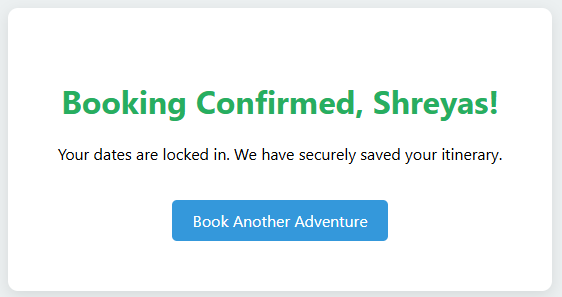 Booking Confirmed, Shreyas!
Your dates are locked in. We have securely saved your itinerary.
Book Another Adventure